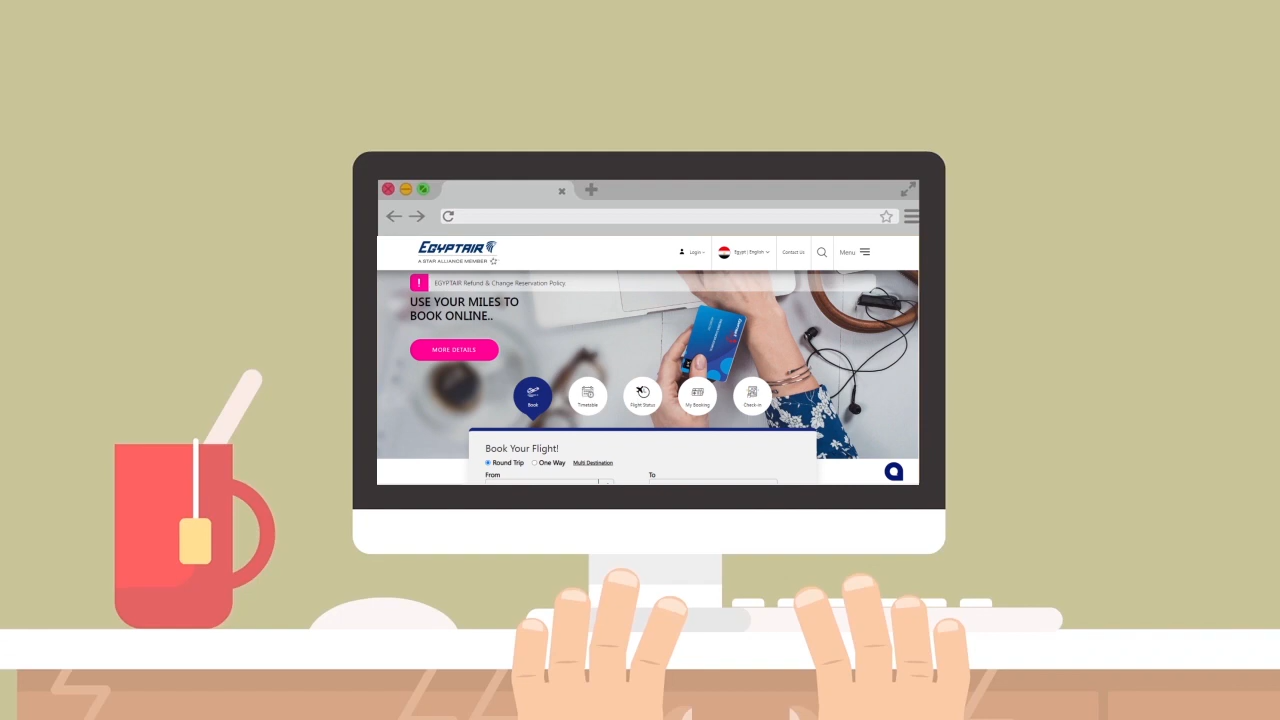 EGYPTAIR
A STAR ALLIANCE MEMBER
Login
Egypt | English
Contact Us
Menu
! EGYPTAIR Refund & Change Reservation Policy
USE YOUR MILES TO
BOOK ONLINE..
MORE DETAILS
Book
Timetable
Flight Status
My Booking
Check-in
Book Your Flight!
Round Trip One Way Multi Destination
From To